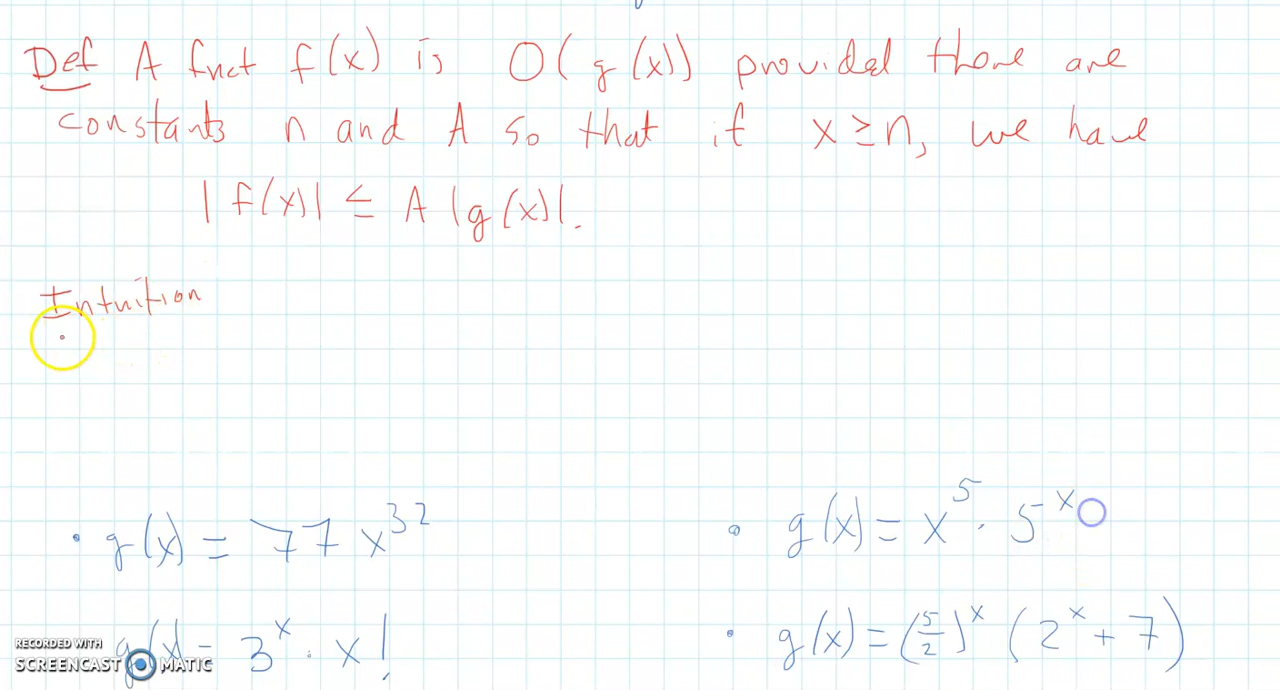 Def A fnct f(x) is O(g(x)) provided there are
constants n and A so that if x ≥ n, we have
|f(x)| ≤ A |g(x)|.
Intuition
• g(x) = 77 x^32
• g(x) = x^5 · 5^x
g(x) = 3^x · x!
• g(x) = (5/2)^x (2^x + 7)
RECORDED WITH
SCREENCAST MATIC